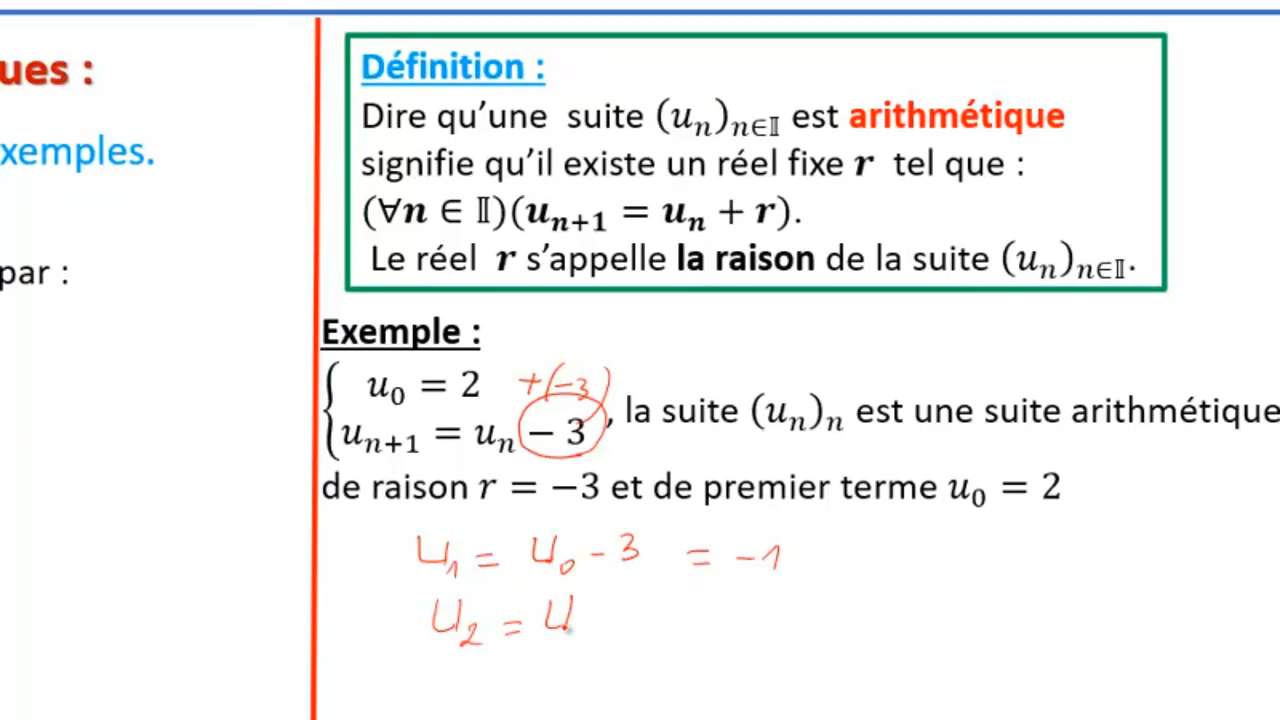 ues :
xemples.
par :
Définition :
Dire qu’une suite (uₙ)ₙ∈𝕀 est arithmétique
signifie qu’il existe un réel fixe r tel que :
(∀n ∈ 𝕀)(uₙ₊₁ = uₙ + r).
Le réel r s’appelle la raison de la suite (uₙ)ₙ∈𝕀.
Exemple :
u₀ = 2 +(-3)
uₙ₊₁ = uₙ − 3 , la suite (uₙ)ₙ est une suite arithmétique
de raison r = −3 et de premier terme u₀ = 2
U₁ = U₀ - 3 = -1
U₂ = U